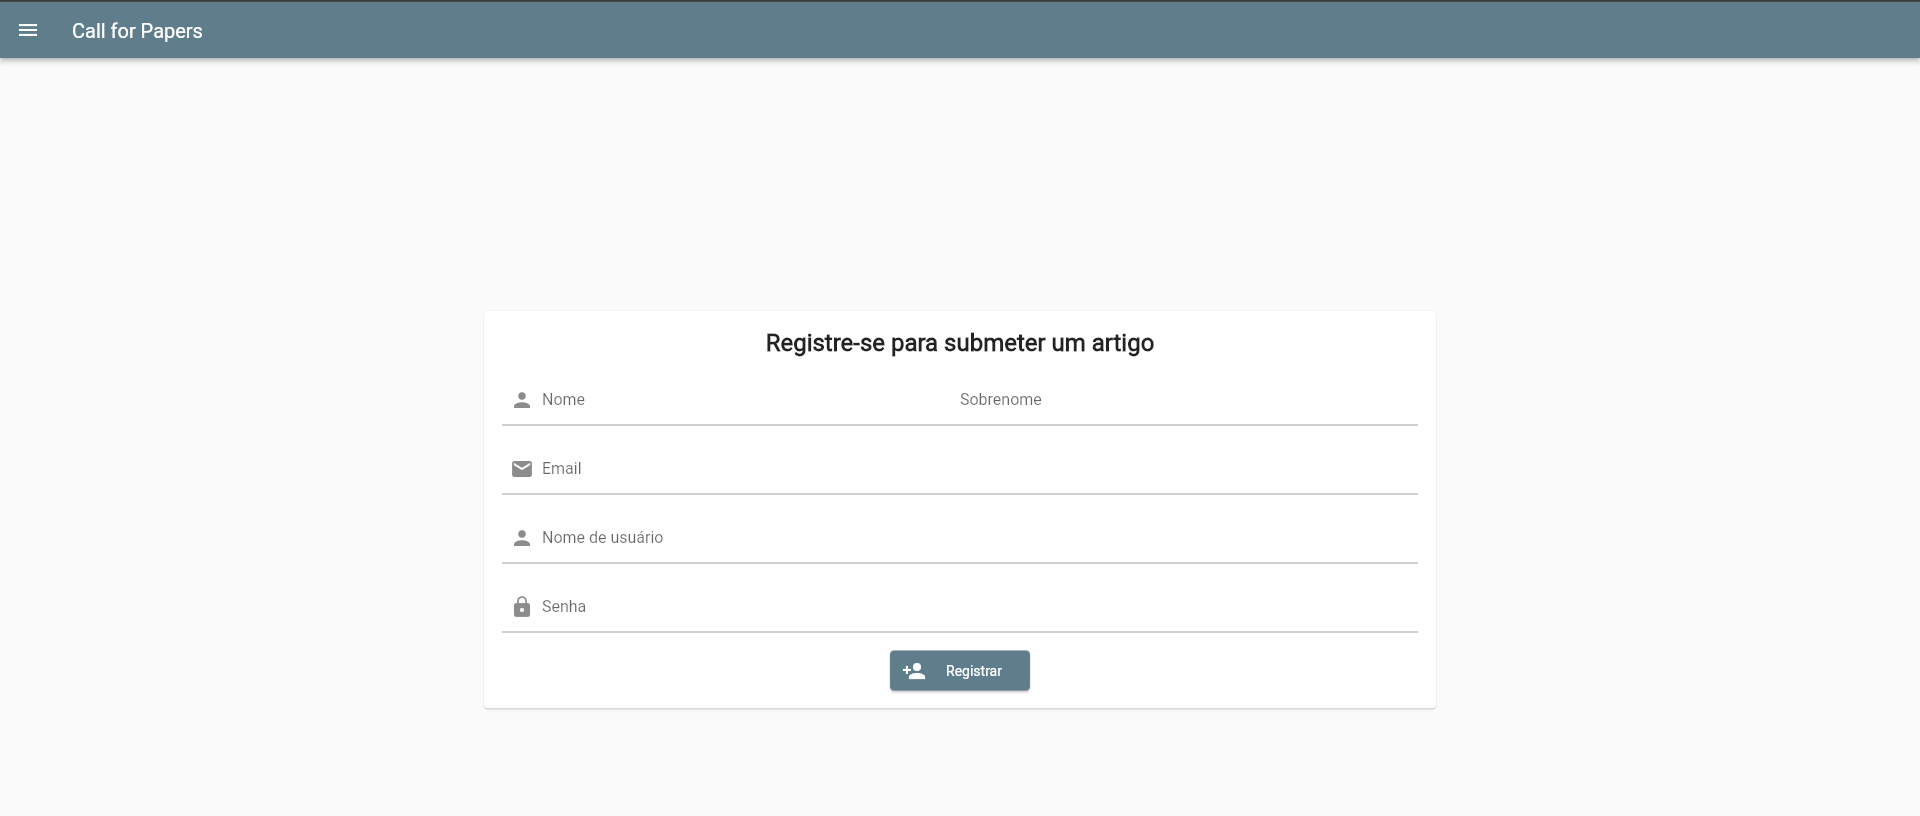 Call for Papers
Registre-se para submeter um artigo
Nome Sobrenome
Email
Nome de usuário
Senha
Registrar